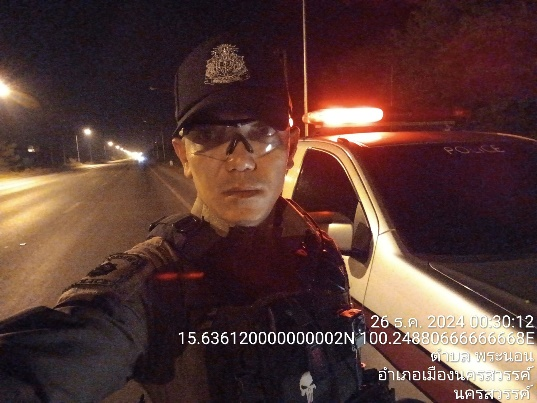 POLICE
26 ธ.ค. 2024 00:30:12
15.636120000000002N 100.24880666666668E
ตำบล พระนอน
อำเภอเมืองนครสวรรค์
นครสวรรค์